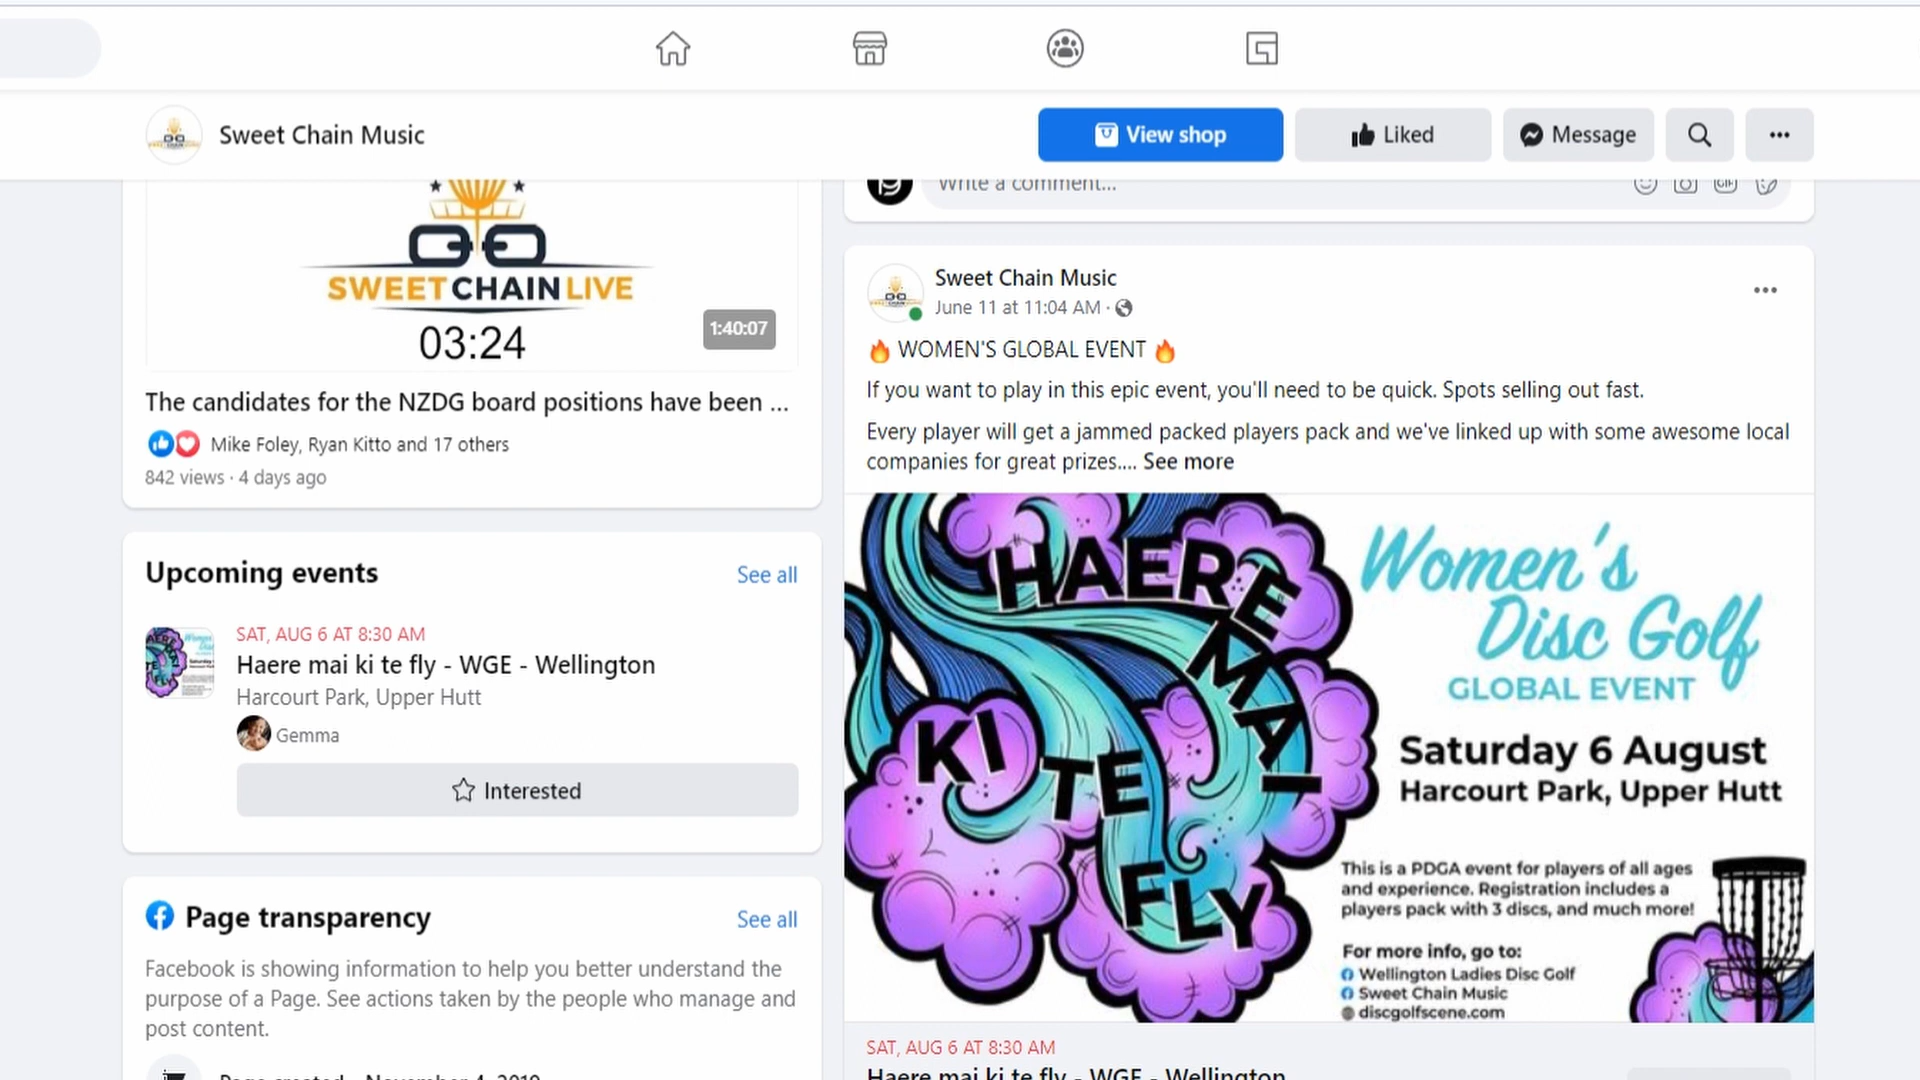 Sweet Chain Music
View shop
Liked
Message
SWEET CHAIN LIVE
03:24
1:40:07
The candidates for the NZDG board positions have been ...
Mike Foley, Ryan Kitto and 17 others
842 views · 4 days ago
Upcoming events
See all
SAT, AUG 6 AT 8:30 AM
Haere mai ki te fly - WGE - Wellington
Harcourt Park, Upper Hutt
Gemma
Interested
Page transparency
See all
Facebook is showing information to help you better understand the
purpose of a Page. See actions taken by the people who manage and
post content.
Page created - November 4, 2019
Write a comment...
GIF
Sweet Chain Music
June 11 at 11:04 AM ·
WOMEN'S GLOBAL EVENT
If you want to play in this epic event, you'll need to be quick. Spots selling out fast.
Every player will get a jammed packed players pack and we've linked up with some awesome local
companies for great prizes.... See more
HAERE
MAI
KI
TE
FLY
Women's
Disc Golf
GLOBAL EVENT
Saturday 6 August
Harcourt Park, Upper Hutt
This is a PDGA event for players of all ages
and experience. Registration includes a
players pack with 3 discs, and much more!
For more info, go to:
Wellington Ladies Disc Golf
Sweet Chain Music
discgolfscene.com
SAT, AUG 6 AT 8:30 AM
Haere mai ki te fly - WGE - Wellington